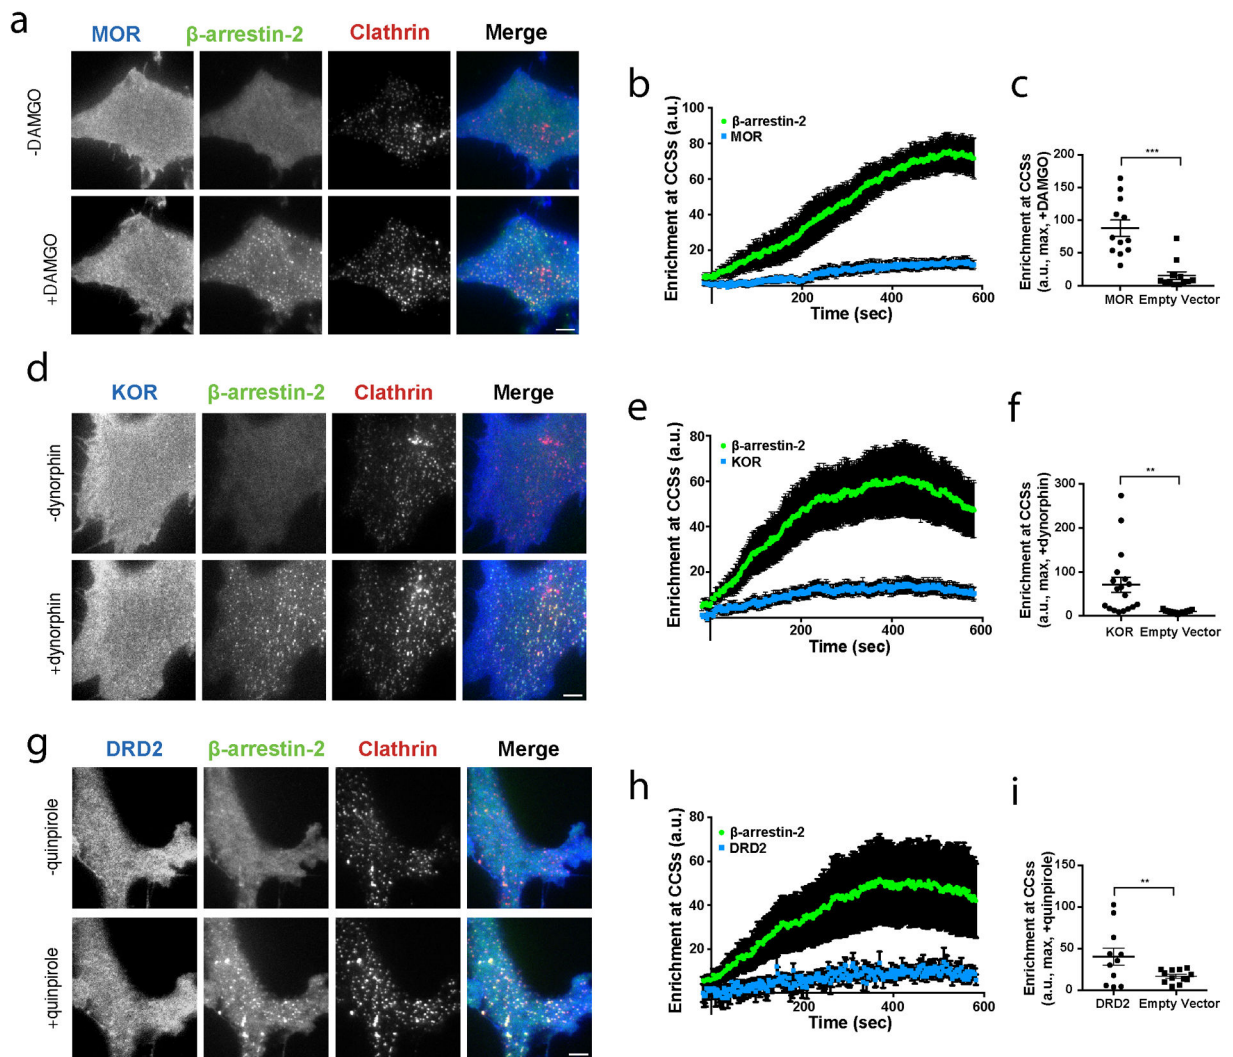 a
MOR β-arrestin-2 Clathrin Merge
-DAMGO
+DAMGO
b
Enrichment at CCSs (a.u.)
100
80
60
40
20
β-arrestin-2
MOR
200 400 600
Time (sec)
c
Enrichment at CCSs
(a.u., max, +DAMGO)
200
150
100
50
0
***
MOR Empty Vector
d
KOR β-arrestin-2 Clathrin Merge
-dynorphin
+dynorphin
e
Enrichment at CCSs (a.u.)
80
60
40
20
β-arrestin-2
KOR
200 400 600
Time (sec)
f
Enrichment at CCSs
(a.u., max, +dynorphin)
300
200
100
0
**
KOR Empty Vector
g
DRD2 β-arrestin-2 Clathrin Merge
-quinpirole
+quinpirole
h
Enrichment at CCSs (a.u.)
80
60
40
20
β-arrestin-2
DRD2
200 400 600
Time (sec)
i
Enrichment at CCSs
(a.u., max, +quinpirole)
150
100
50
0
**
DRD2 Empty Vector